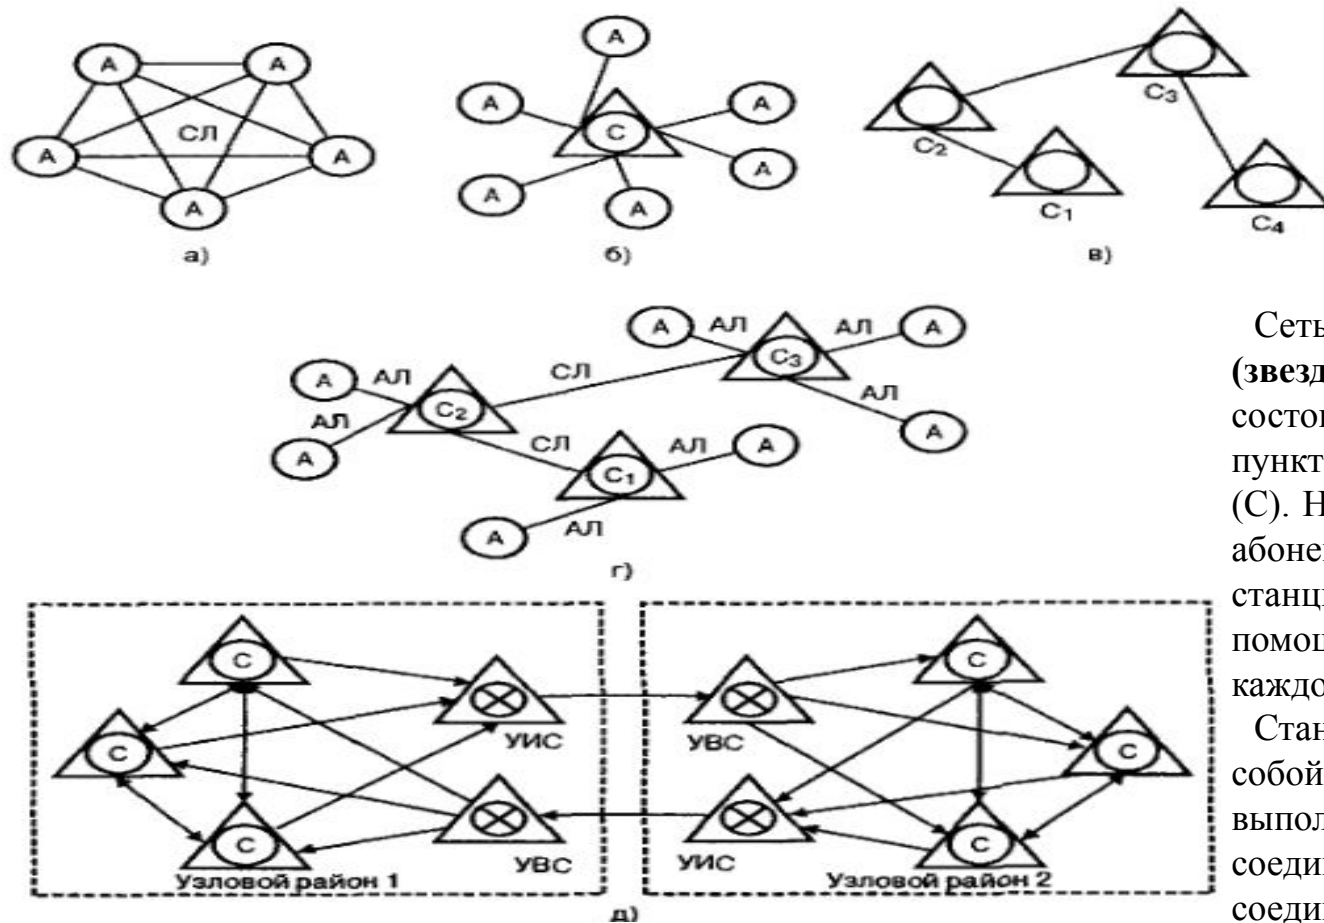 А
А
А
А
А
СЛ
а)
А
А
А
С
А
А
А
А
б)
С3
С2
С1
С4
в)
А
АЛ
АЛ
А
С3
А
АЛ
СЛ
АЛ
С2
АЛ
А
А
СЛ
АЛ
А
С1
А
АЛ
г)
Сеть
(звезд
состо
пункт
(С). Н
абоне
станц
помощ
каждо
Стан
собой
выпол
соеди
соеди
С
С
УИС
УВС
С
С
С
УВС
УИС
С
Узловой район 1
Узловой район 2
д)